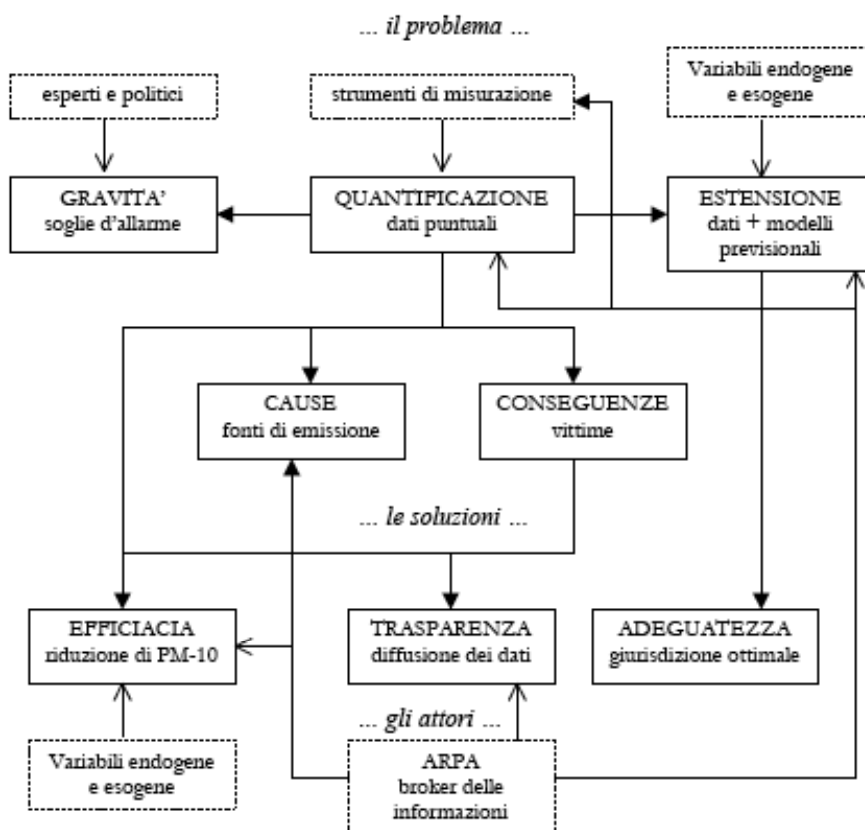 ... il problema ...
esperti e politici
strumenti di misurazione
Variabili endogene
e esogene
GRAVITA'
soglie d'allarme
QUANTIFICAZIONE
dati puntuali
ESTENSIONE
dati + modelli
previsionali
CAUSE
fonti di emissione
CONSEGUENZE
vittime
... le soluzioni ...
EFFICIACIA
riduzione di PM-10
TRASPARENZA
diffusione dei dati
ADEGUATEZZA
giurisdizione ottimale
... gli attori ...
Variabili endogene
e esogene
ARPA
broker delle
informazioni